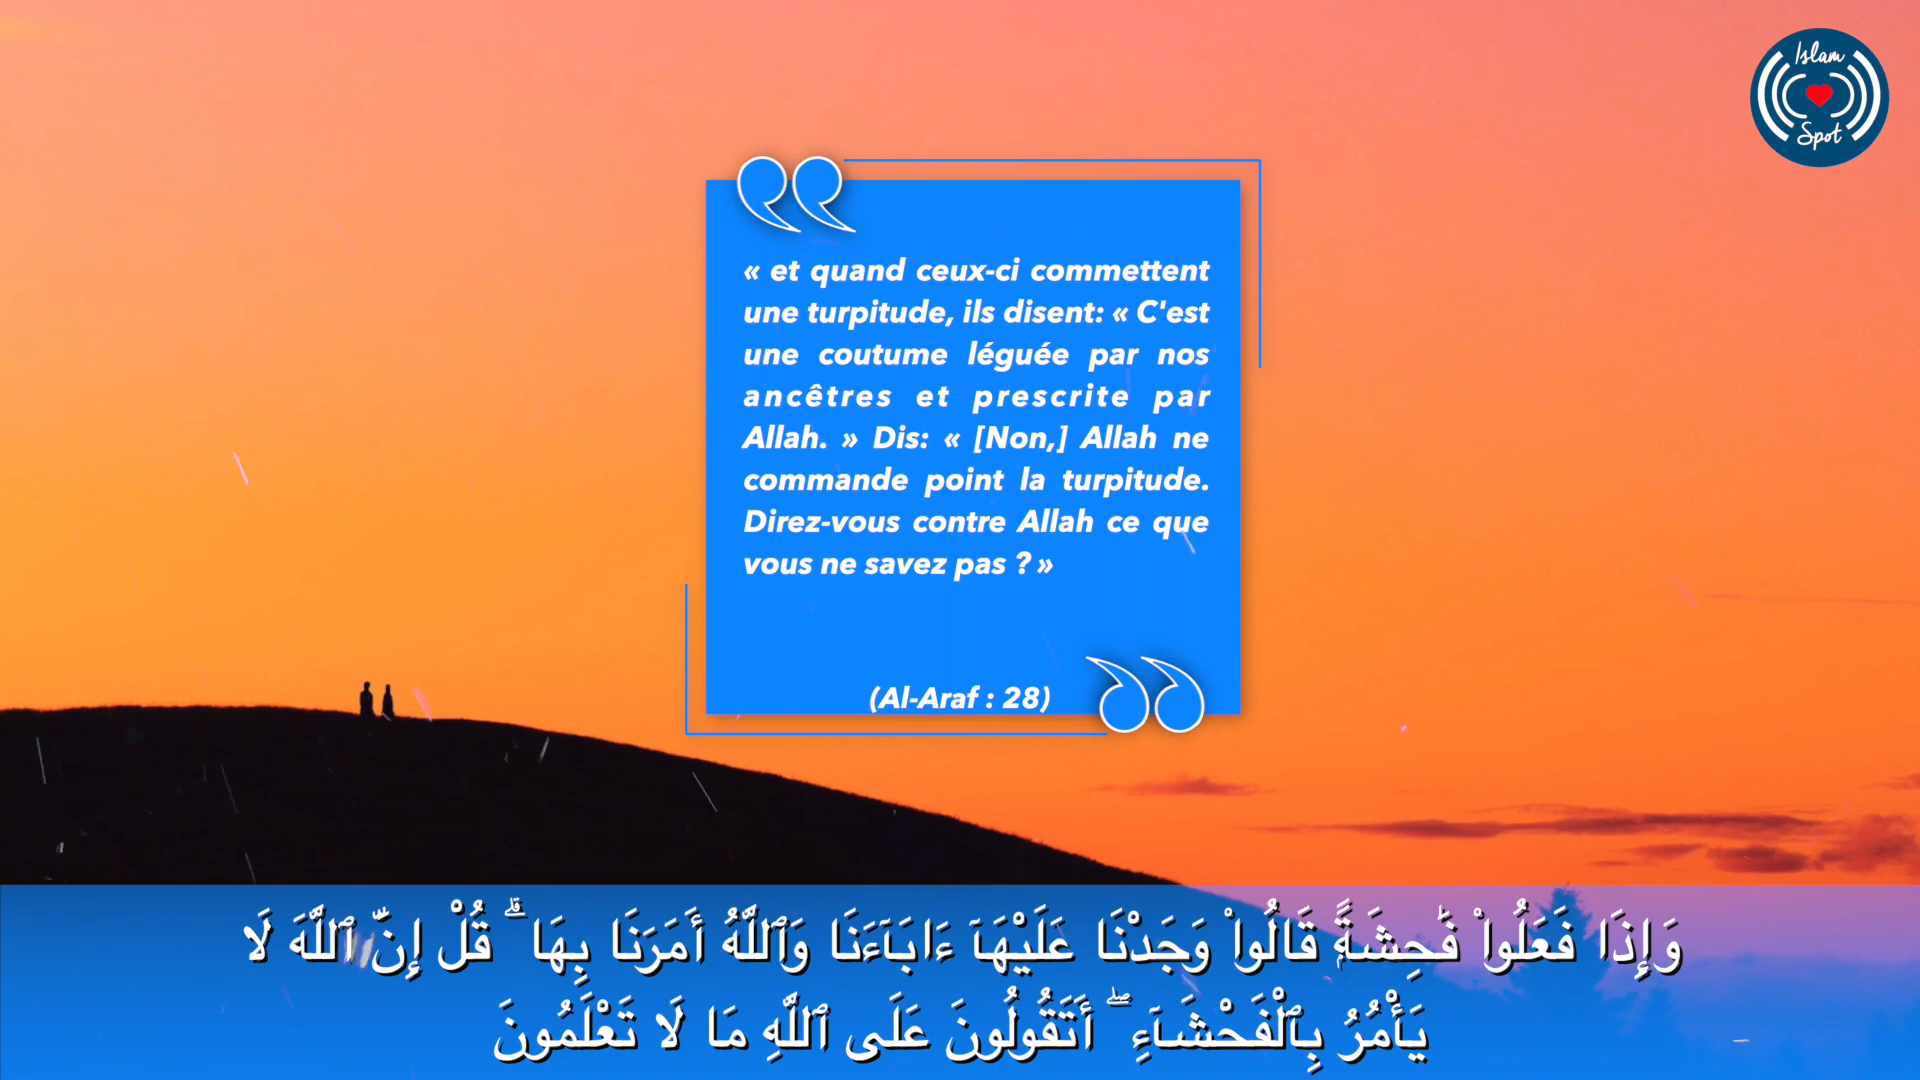 Islam
Spot
« et quand ceux-ci commettent
une turpitude, ils disent: « C'est
une coutume léguée par nos
ancêtres et prescrite par
Allah. » Dis: « [Non,] Allah ne
commande point la turpitude.
Direz-vous contre Allah ce que
vous ne savez pas ? »
(Al-Araf : 28)
وَإِذَا فَعَلُواْ فَٰحِشَةٗ قَالُواْ وَجَدۡنَا عَلَيۡهَآ ءَابَآءَنَا وَٱللَّهُ أَمَرَنَا بِهَاۗ قُلۡ إِنَّ ٱللَّهَ لَا
يَأۡمُرُ بِٱلۡفَحۡشَآءِۖ أَتَقُولُونَ عَلَى ٱللَّهِ مَا لَا تَعۡلَمُونَ